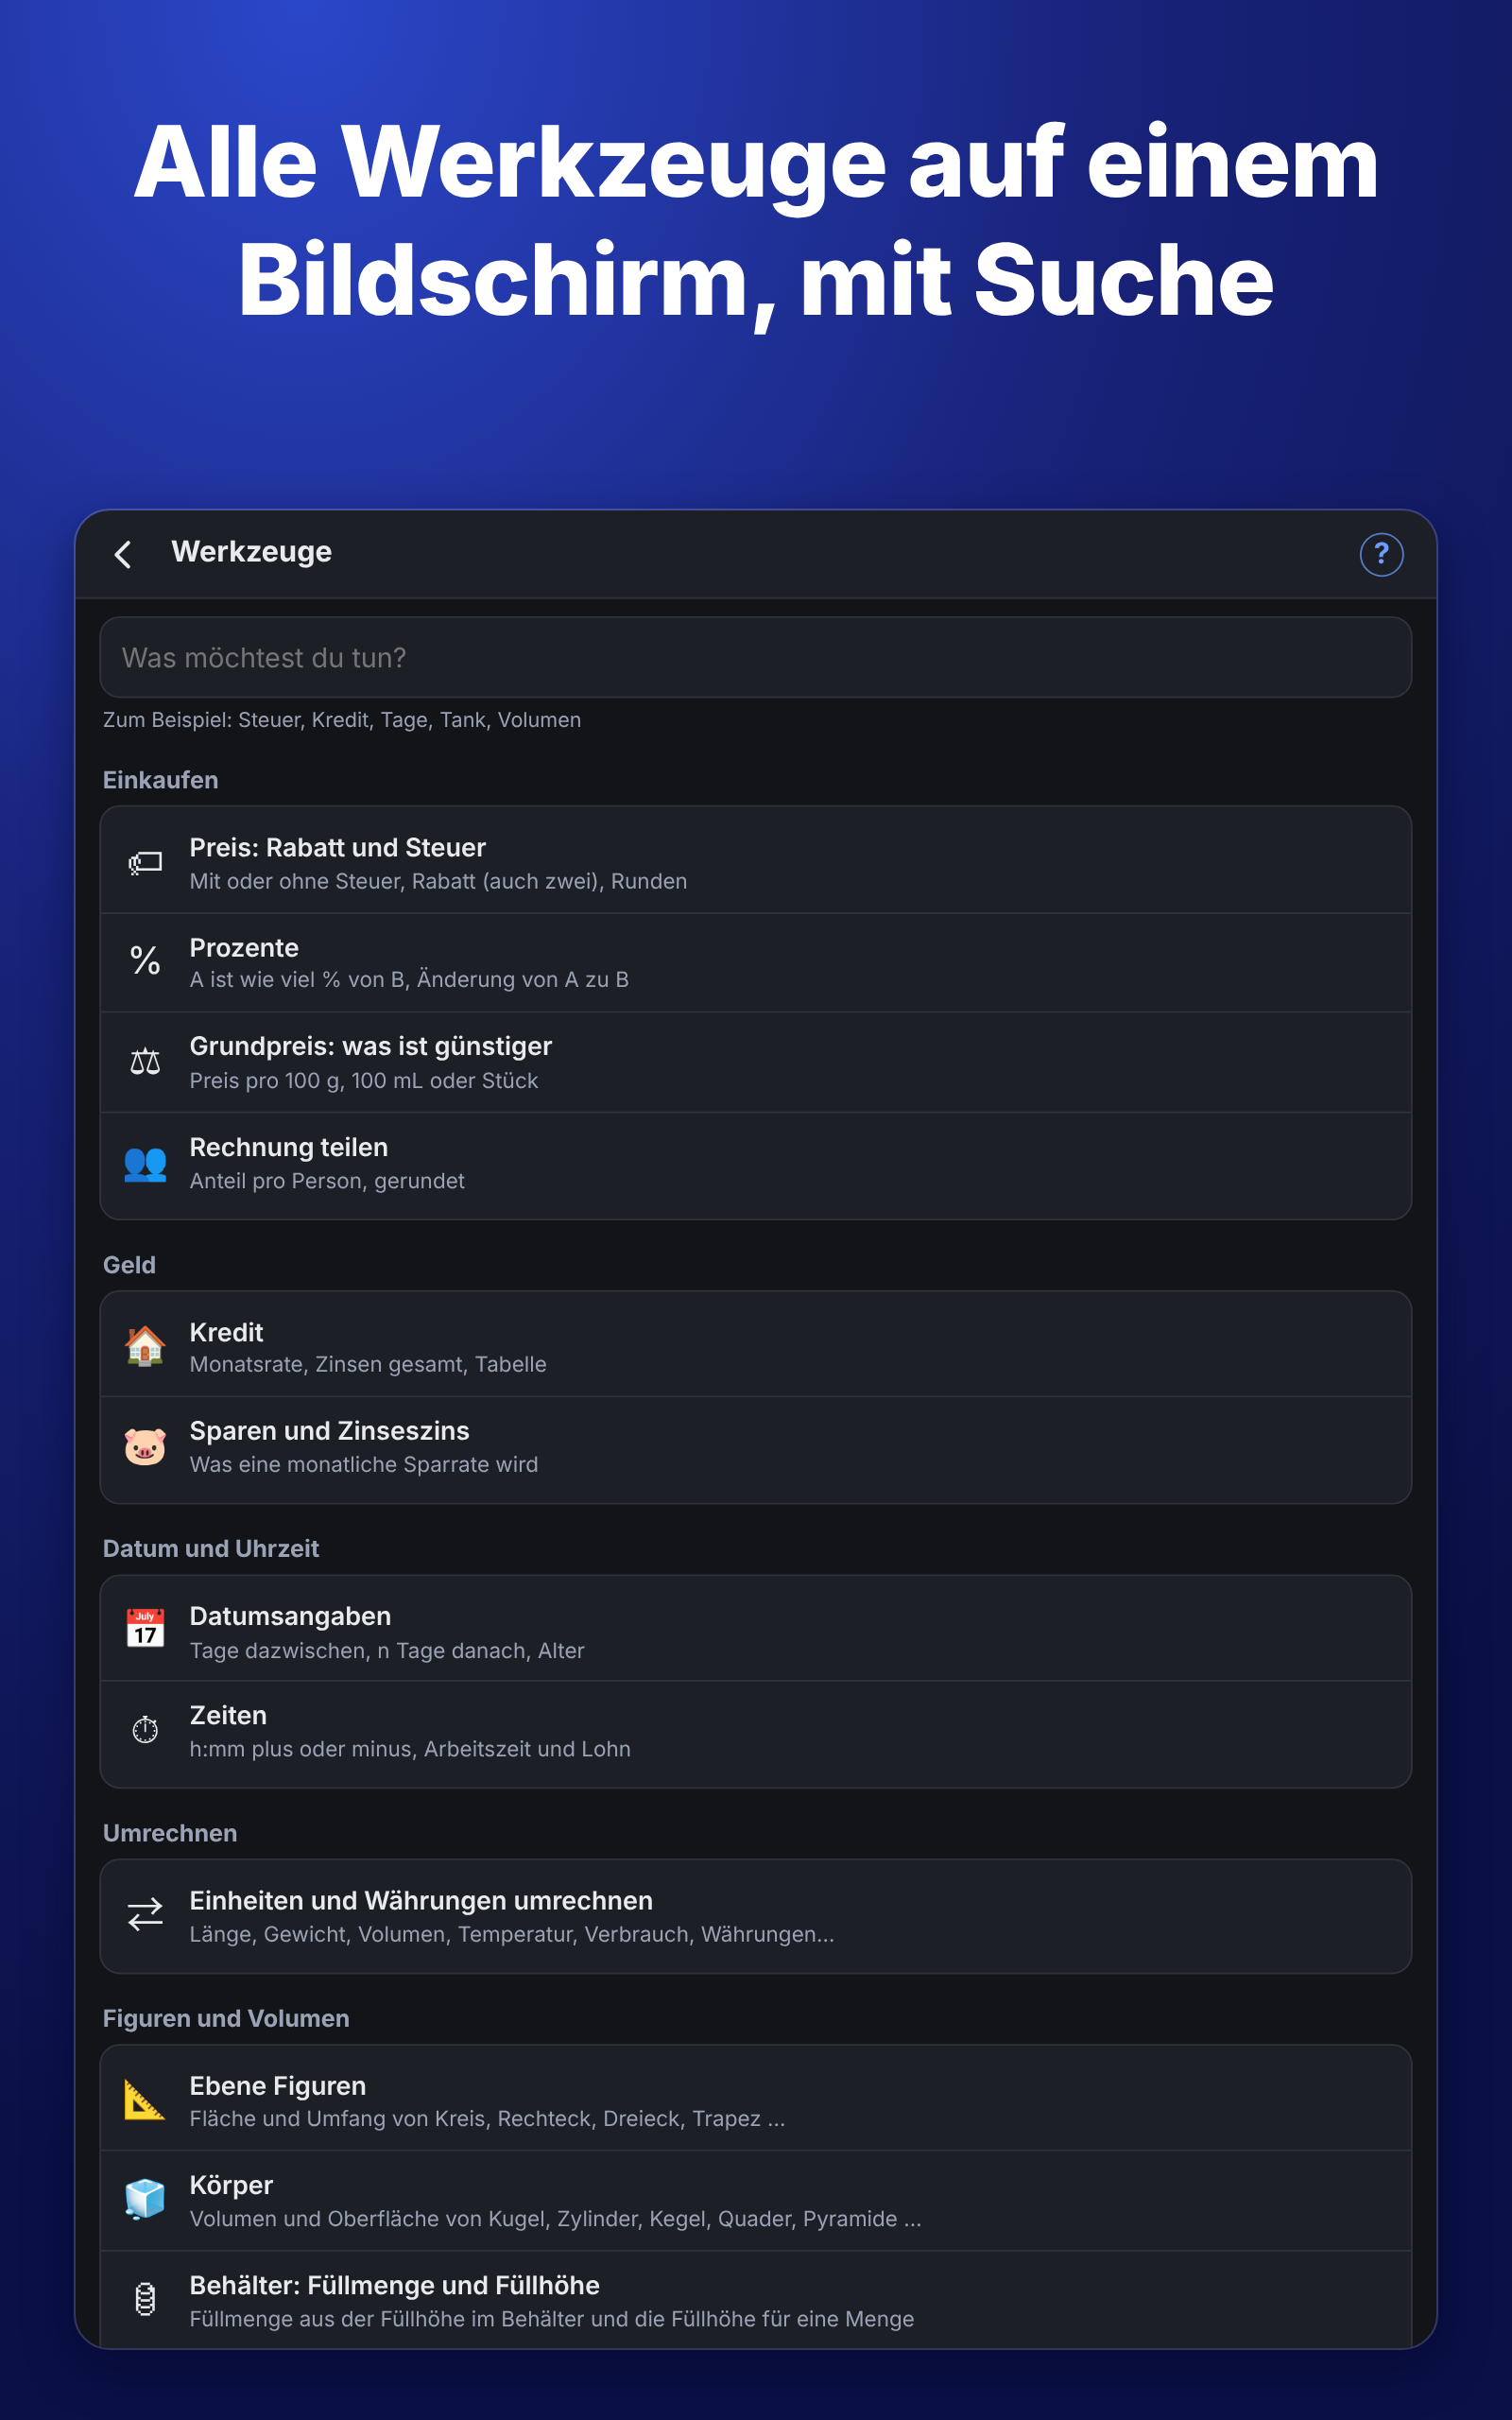 Alle Werkzeuge auf einem
Bildschirm, mit Suche
Werkzeuge
?
Was möchtest du tun?
Zum Beispiel: Steuer, Kredit, Tage, Tank, Volumen
Einkaufen
Preis: Rabatt und Steuer
Mit oder ohne Steuer, Rabatt (auch zwei), Runden
%
Prozente
A ist wie viel % von B, Änderung von A zu B
Grundpreis: was ist günstiger
Preis pro 100 g, 100 mL oder Stück
Rechnung teilen
Anteil pro Person, gerundet
Geld
Kredit
Monatsrate, Zinsen gesamt, Tabelle
Sparen und Zinseszins
Was eine monatliche Sparrate wird
Datum und Uhrzeit
July
17
Datumsangaben
Tage dazwischen, n Tage danach, Alter
Zeiten
h:mm plus oder minus, Arbeitszeit und Lohn
Umrechnen
Einheiten und Währungen umrechnen
Länge, Gewicht, Volumen, Temperatur, Verbrauch, Währungen...
Figuren und Volumen
Ebene Figuren
Fläche und Umfang von Kreis, Rechteck, Dreieck, Trapez ...
Körper
Volumen und Oberfläche von Kugel, Zylinder, Kegel, Quader, Pyramide ...
Behälter: Füllmenge und Füllhöhe
Füllmenge aus der Füllhöhe im Behälter und die Füllhöhe für eine Menge